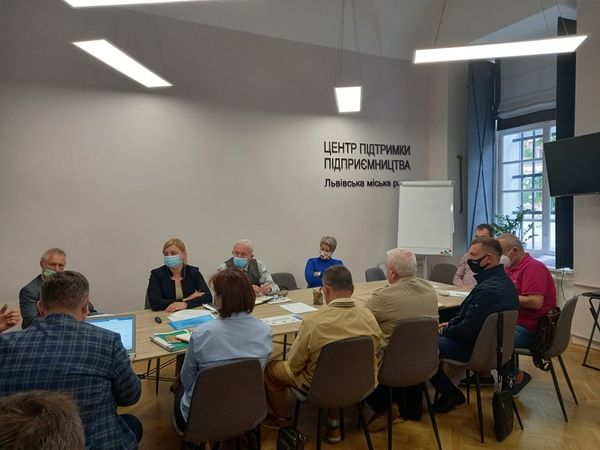 ЦЕНТР ПІДТРИМКИ
ПІДПРИЄМНИЦТВА
Львівська міська